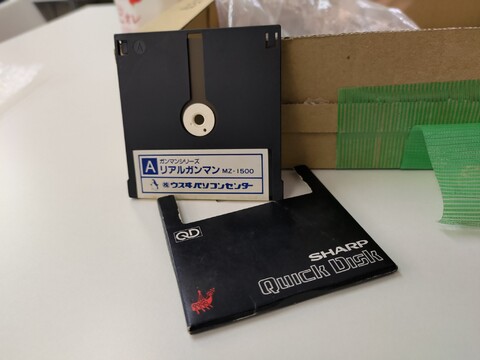 A
A
ガンマンシリーズ
リアルガンマン MZ-1500
㈱ウスヰパソコンセンター
QD
SHARP
Quick Disk